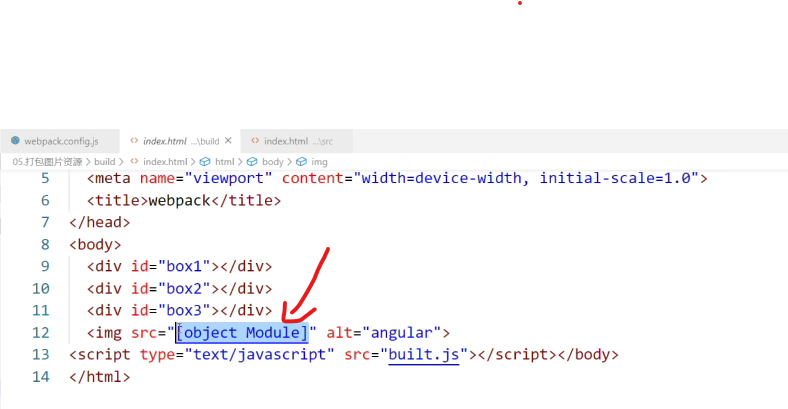 webpack.config.js index.html ...\build index.html ...\src
05.打包图片资源 > build > index.html > html > body > img
5 <meta name="viewport" content="width=device-width, initial-scale=1.0">
6 <title>webpack</title>
7 </head>
8 <body>
9 <div id="box1"></div>
10 <div id="box2"></div>
11 <div id="box3"></div>
12 <img src="[object Module]" alt="angular">
13 <script type="text/javascript" src="built.js"></script></body>
14 </html>